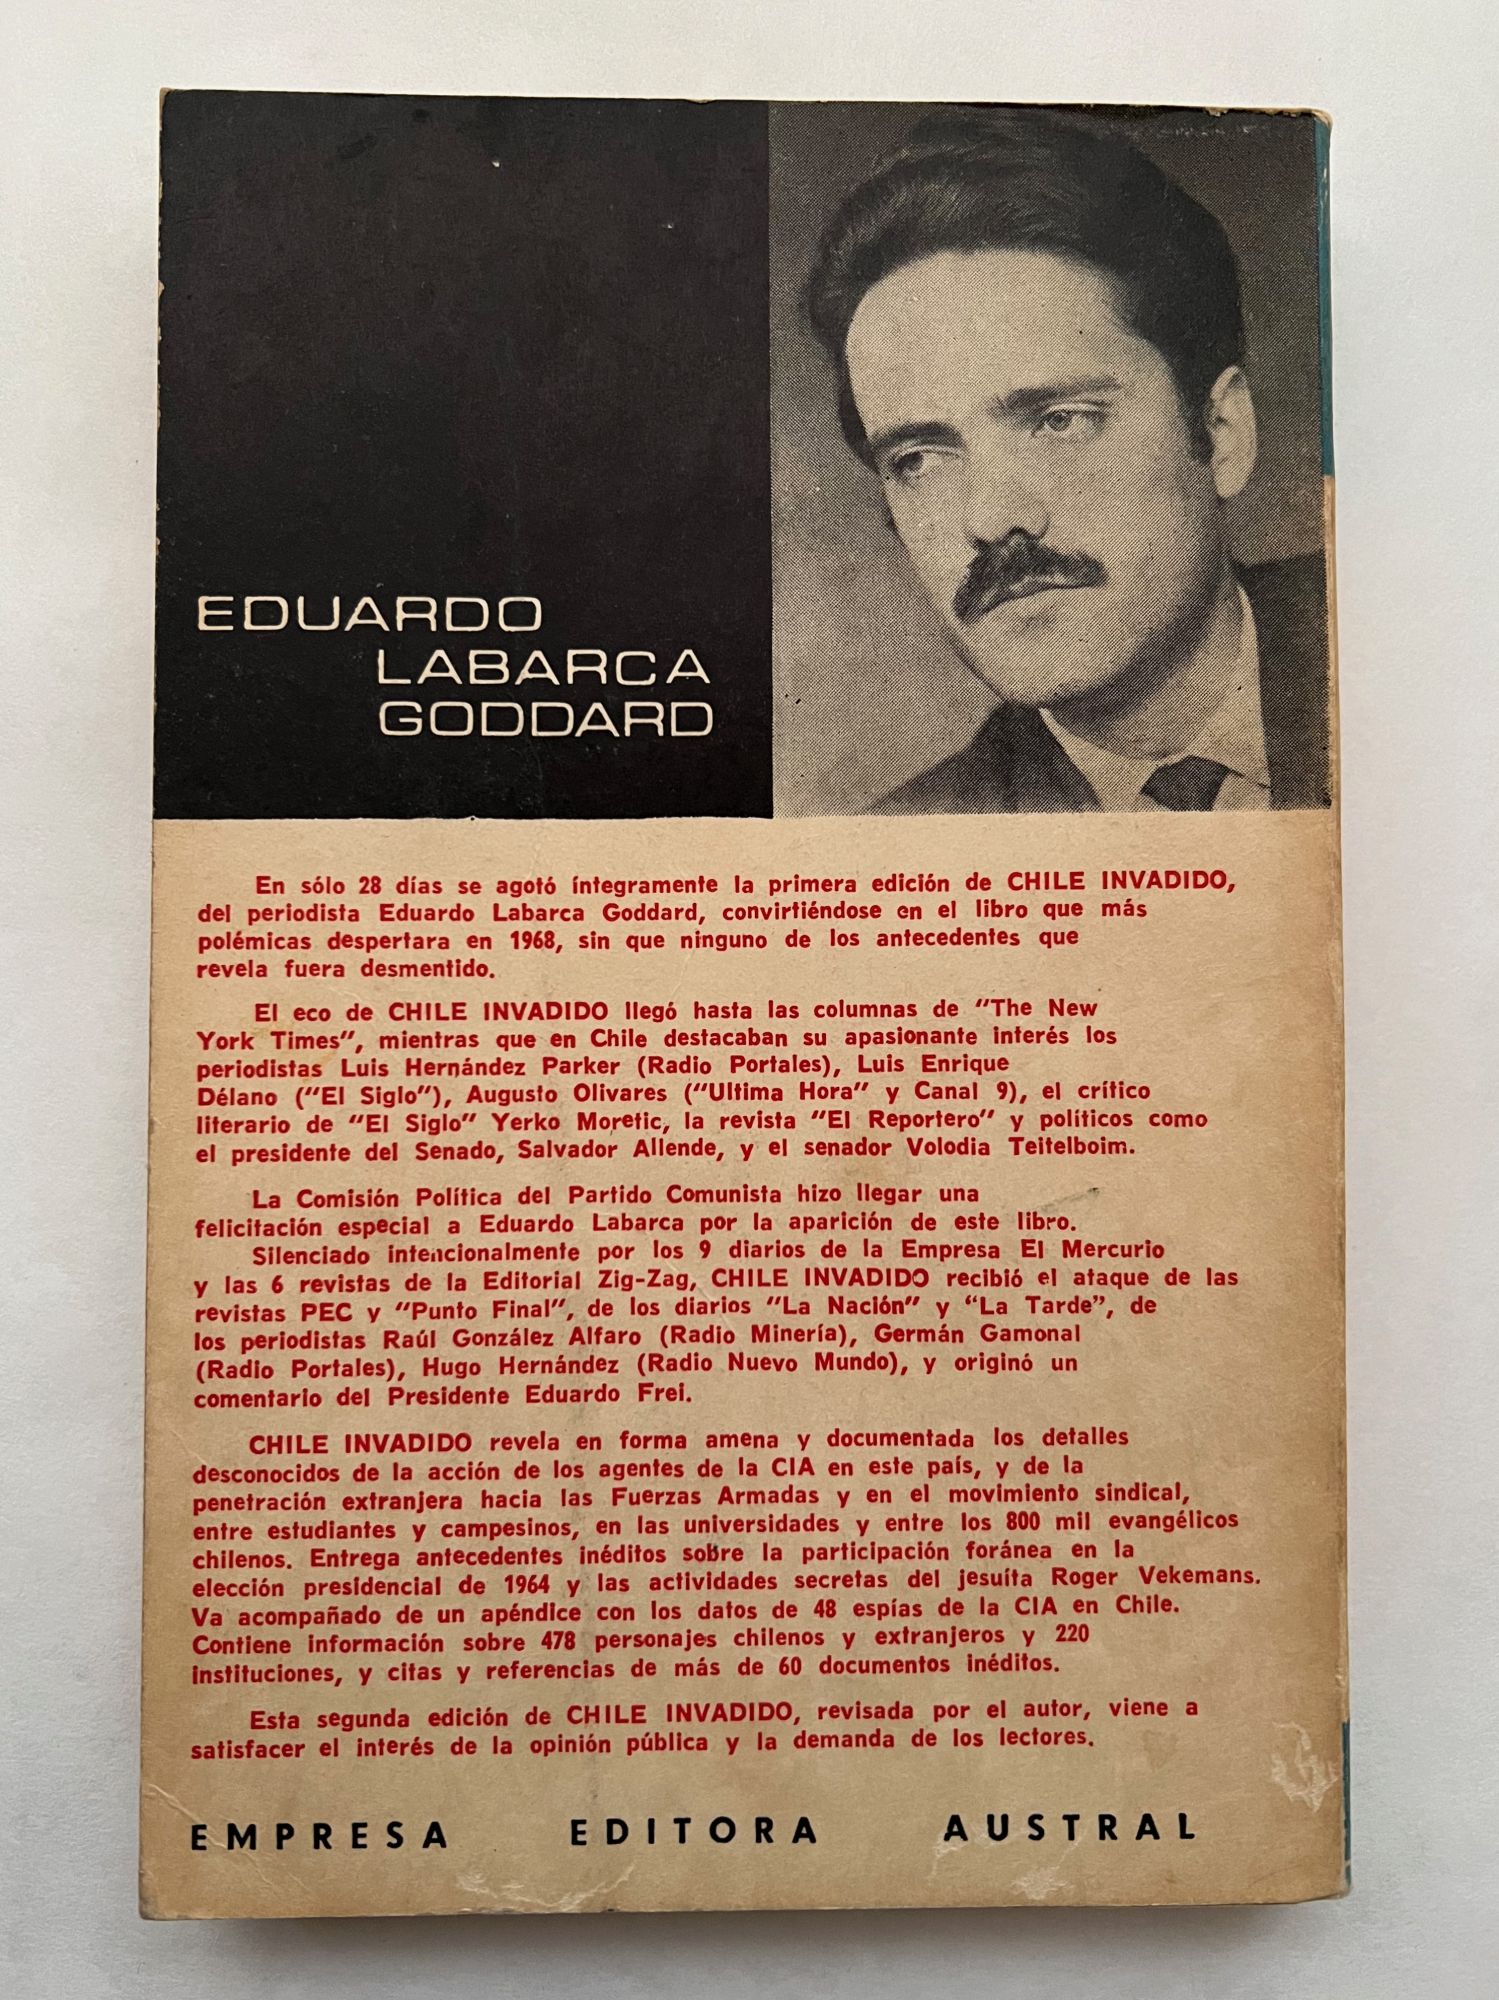 EDUARDO
LABARCA
GODDARD
En sólo 28 días se agotó íntegramente la primera edición de CHILE INVADIDO,
del periodista Eduardo Labarca Goddard, convirtiéndose en el libro que más
polémicas despertara en 1968, sin que ninguno de los antecedentes que
revela fuera desmentido.
El eco de CHILE INVADIDO llegó hasta las columnas de "The New
York Times", mientras que en Chile destacaban su apasionante interés los
periodistas Luis Hernández Parker (Radio Portales), Luis Enrique
Délano ("El Siglo"), Augusto Olivares ("Ultima Hora" y Canal 9), el crítico
literario de "El Siglo" Yerko Moretic, la revista "El Reportero" y políticos como
el presidente del Senado, Salvador Allende, y el senador Volodia Teitelboim.
La Comisión Política del Partido Comunista hizo llegar una
felicitación especial a Eduardo Labarca por la aparición de este libro.
Silenciado intencionalmente por los 9 diarios de la Empresa El Mercurio
y las 6 revistas de la Editorial Zig-Zag, CHILE INVADIDO recibió el ataque de las
revistas PEC y "Punto Final", de los diarios "La Nación" y "La Tarde", de
los periodistas Raúl González Alfaro (Radio Minería), Germán Gamonal
(Radio Portales), Hugo Hernández (Radio Nuevo Mundo), y originó un
comentario del Presidente Eduardo Frei.
CHILE INVADIDO revela en forma amena y documentada los detalles
desconocidos de la acción de los agentes de la CIA en este país, y de la
penetración extranjera hacia las Fuerzas Armadas y en el movimiento sindical,
entre estudiantes y campesinos, en las universidades y entre los 800 mil evangélicos
chilenos. Entrega antecedentes inéditos sobre la participación foránea en la
elección presidencial de 1964 y las actividades secretas del jesuíta Roger Vekemans.
Va acompañado de un apéndice con los datos de 48 espías de la CIA en Chile.
Contiene información sobre 478 personajes chilenos y extranjeros y 220
instituciones, y citas y referencias de más de 60 documentos inéditos.
Esta segunda edición de CHILE INVADIDO, revisada por el autor, viene a
satisfacer el interés de la opinión pública y la demanda de los lectores.
EMPRESA EDITORA AUSTRAL